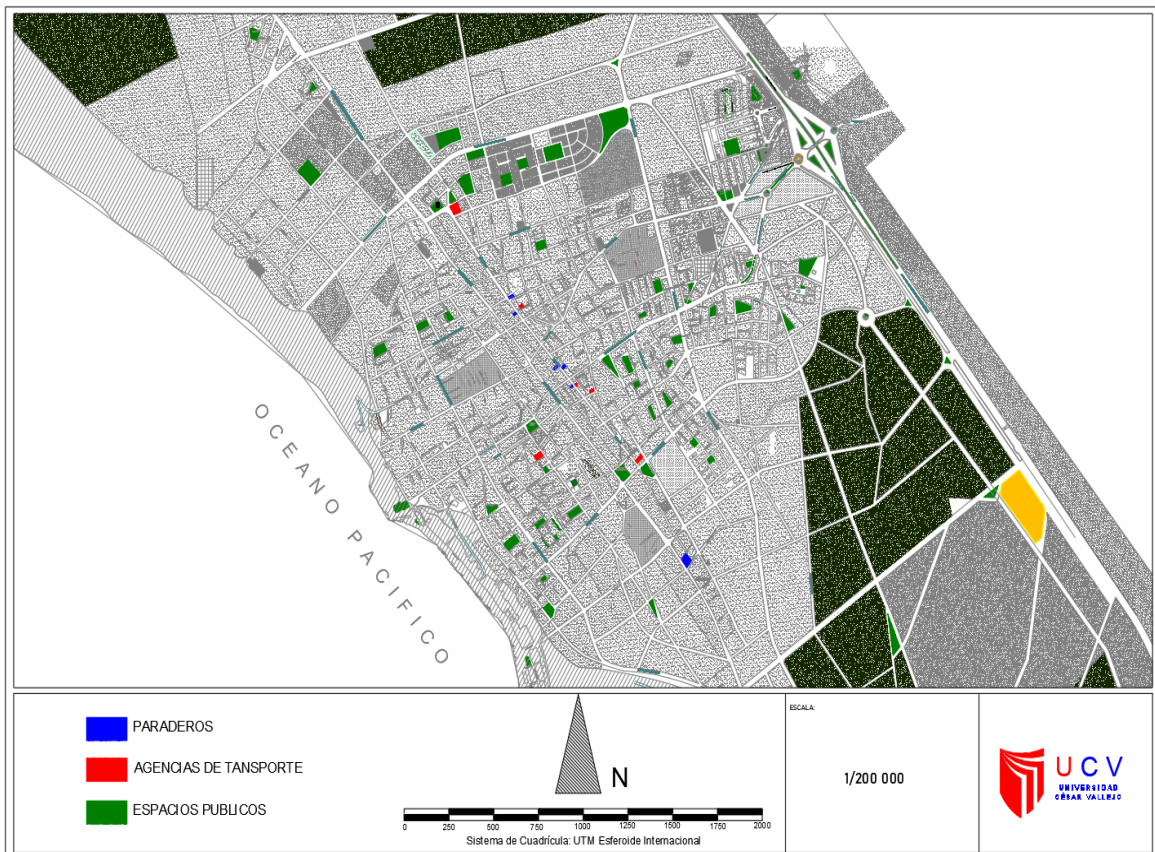 OCEANO PACIFICO
PARADEROS
AGENCIAS DE TANSPORTE
ESPACIOS PUBLICOS
N
0 250 500 750 1000 1250 1500 1750 2000
Sistema de Cuadrícula: UTM Esferoide Internacional
ESCALA:
1/200 000
UCV
UNIVERSIDAD
CÉSAR VALLEJO